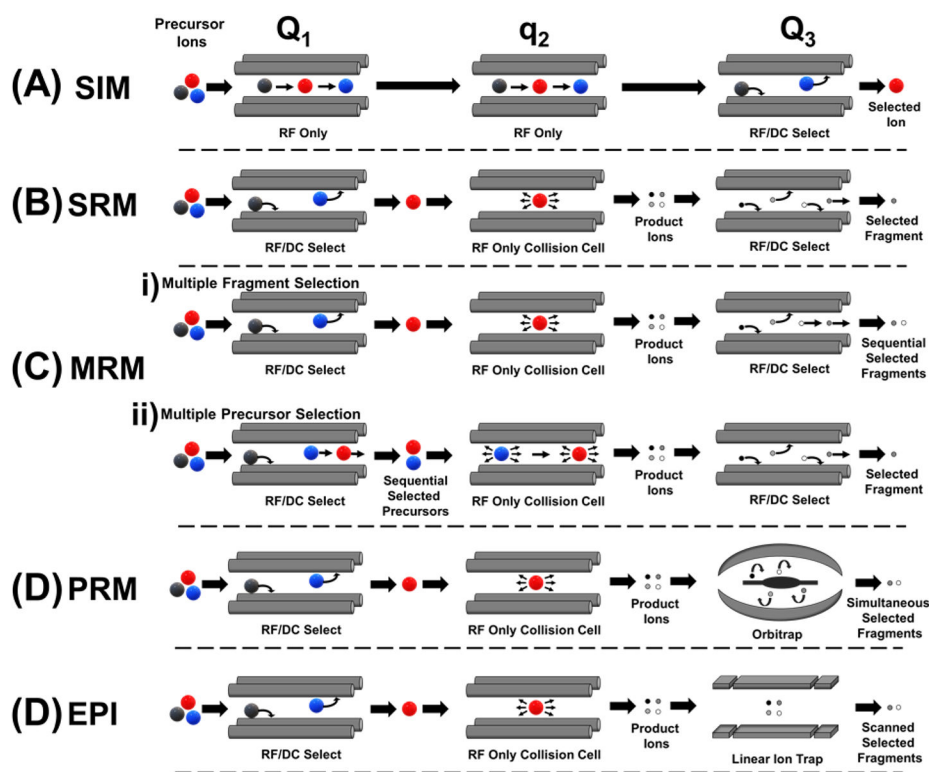 Precursor
Ions
Q1
q2
Q3
(A) SIM
RF Only
RF Only
RF/DC Select
Selected
Ion
(B) SRM
RF/DC Select
RF Only Collision Cell
Product
Ions
RF/DC Select
Selected
Fragment
(C) MRM
i) Multiple Fragment Selection
RF/DC Select
RF Only Collision Cell
Product
Ions
RF/DC Select
Sequential
Selected
Fragments
ii) Multiple Precursor Selection
RF/DC Select
Sequential
Selected
Precursors
RF Only Collision Cell
Product
Ions
RF/DC Select
Selected
Fragment
(D) PRM
RF/DC Select
RF Only Collision Cell
Product
Ions
Orbitrap
Simultaneous
Selected
Fragments
(D) EPI
RF/DC Select
RF Only Collision Cell
Product
Ions
Linear Ion Trap
Scanned
Selected
Fragments